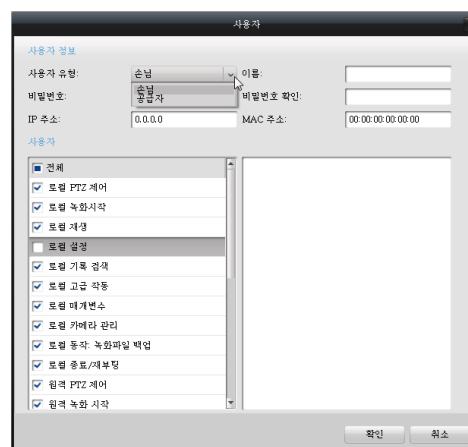 사용자
사용자 정보
사용자 유형: 손님 이름:
손님
공급자
비밀번호: 비밀번호 확인:
IP 주소: 0.0.0.0 MAC 주소: 00:00:00:00:00:00
사용자
전체
로컬 PTZ 제어
로컬 녹화시작
로컬 재생
로컬 설정
로컬 기록 검색
로컬 고급 작동
로컬 매개변수
로컬 카메라 관리
로컬 동작: 녹화파일 백업
로컬 종료/재부팅
원격 PTZ 제어
원격 녹화 시작
확인 취소